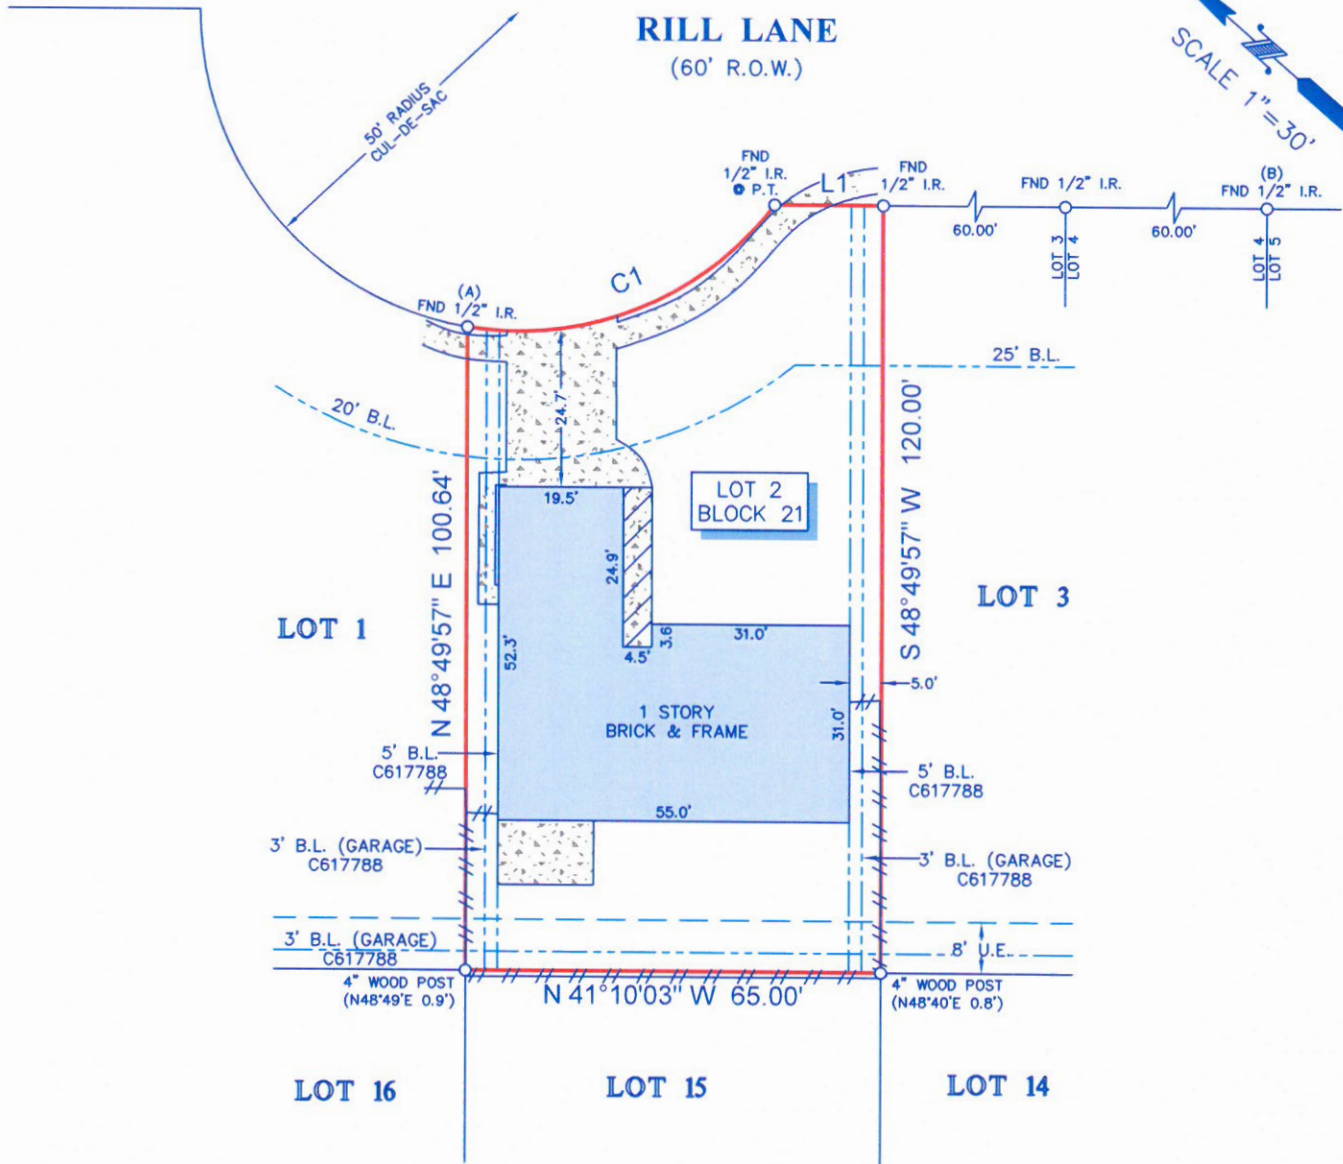 RILL LANE
(60' R.O.W.)
SCALE 1"=30'
50' RADIUS
CUL-DE-SAC
FND
1/2" I.R.
@ P.T.
L1
FND
1/2" I.R.
FND 1/2" I.R.
(B)
FND 1/2" I.R.
60.00'
60.00'
LOT 3
LOT 4
LOT 4
LOT 5
C1
(A)
FND 1/2" I.R.
25' B.L.
20' B.L.
24.7'
LOT 2
BLOCK 21
19.5'
N 48°49'57" E 100.64'
S 48°49'57" W 120.00'
24.9'
LOT 1
LOT 3
52.3'
4.5'
3.6
31.0'
5.0'
1 STORY
BRICK & FRAME
31.0'
5' B.L.
C617788
5' B.L.
C617788
55.0'
3' B.L. (GARAGE)
C617788
3' B.L. (GARAGE)
C617788
3' B.L. (GARAGE)
C617788
8' U.E.
4" WOOD POST
(N48°49'E 0.9')
N 41°10'03" W 65.00'
4" WOOD POST
(N48°40'E 0.8')
LOT 16
LOT 15
LOT 14